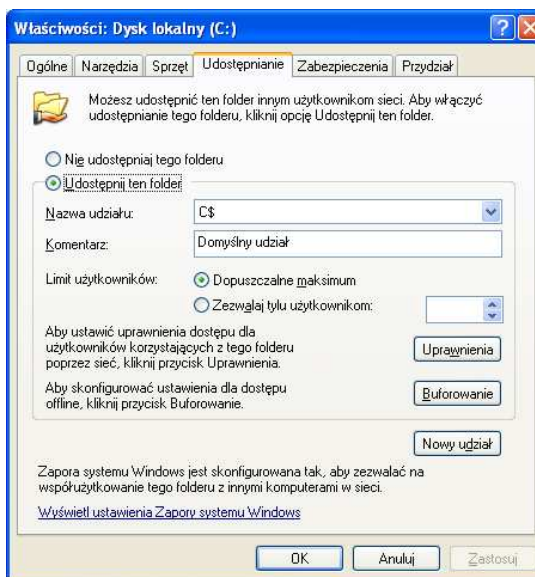 Właściwości: Dysk lokalny (C:)
Ogólne Narzędzia Sprzęt Udostępnianie Zabezpieczenia Przydział
Możesz udostępnić ten folder innym użytkownikom sieci. Aby włączyć
udostępnianie tego folderu, kliknij opcję Udostępnij ten folder.
Nie udostępniaj tego folderu
Udostępnij ten folder
Nazwa udziału: C$
Komentarz: Domyślny udział
Limit użytkowników: Dopuszczalne maksimum
Zezwalaj tylu użytkownikom:
Aby ustawić uprawnienia dostępu dla
użytkowników korzystających z tego folderu
poprzez sieć, kliknij przycisk Uprawnienia.
Uprawnienia
Aby skonfigurować ustawienia dla dostępu
offline, kliknij przycisk Buforowanie.
Buforowanie
Nowy udział
Zapora systemu Windows jest skonfigurowana tak, aby zezwalać na
współużytkowanie tego folderu z innymi komputerami w sieci.
Wyświetl ustawienia Zapory systemu Windows
OK Anuluj Zastosuj